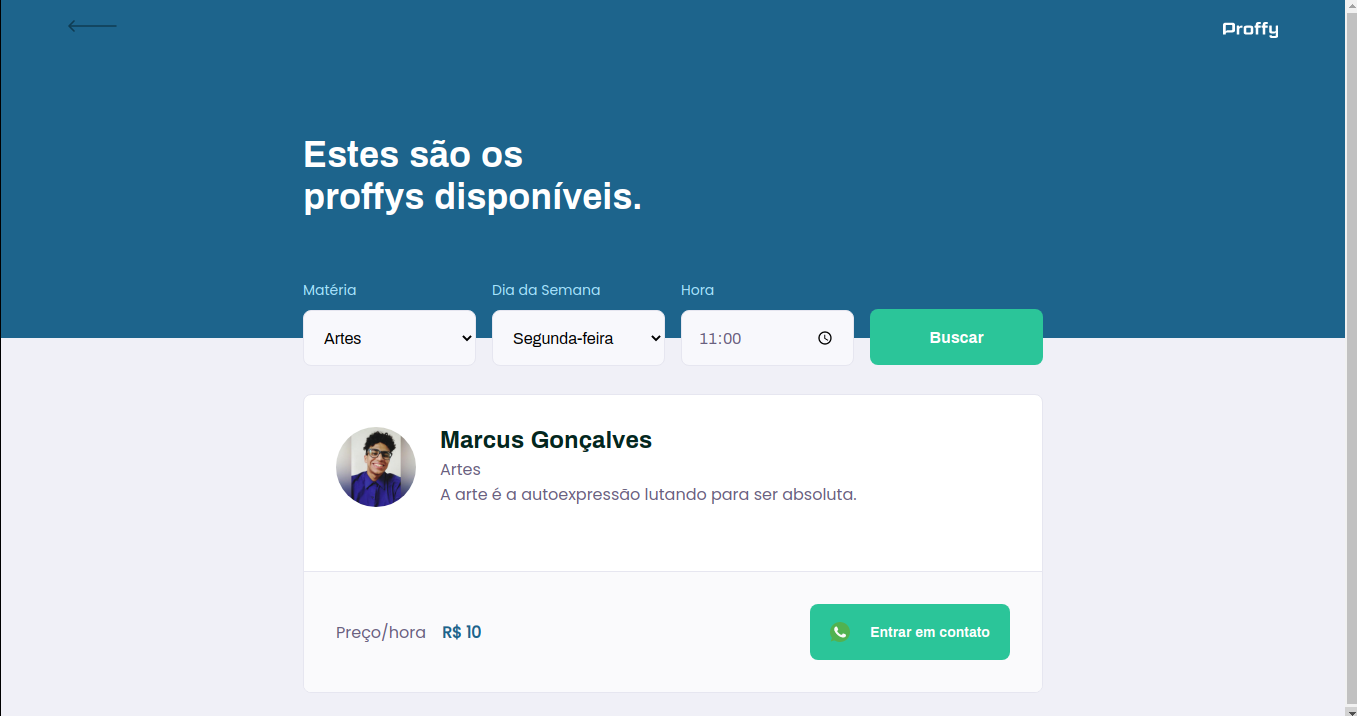 Proffy
Estes são os
proffys disponíveis.
Matéria
Dia da Semana
Hora
Artes
Segunda-feira
11:00
Buscar
Marcus Gonçalves
Artes
A arte é a autoexpressão lutando para ser absoluta.
Preço/hora R$ 10
Entrar em contato